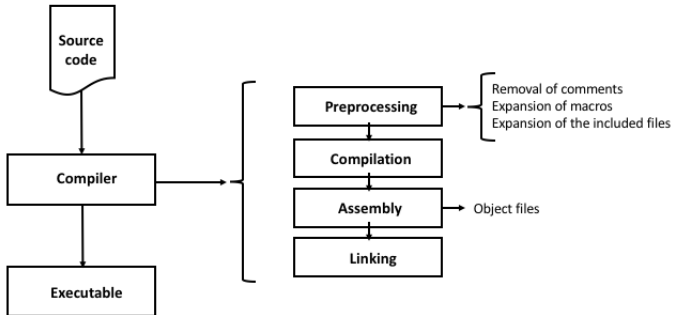 Source
code
Compiler
Executable
Preprocessing
Removal of comments
Expansion of macros
Expansion of the included files
Compilation
Assembly
Object files
Linking